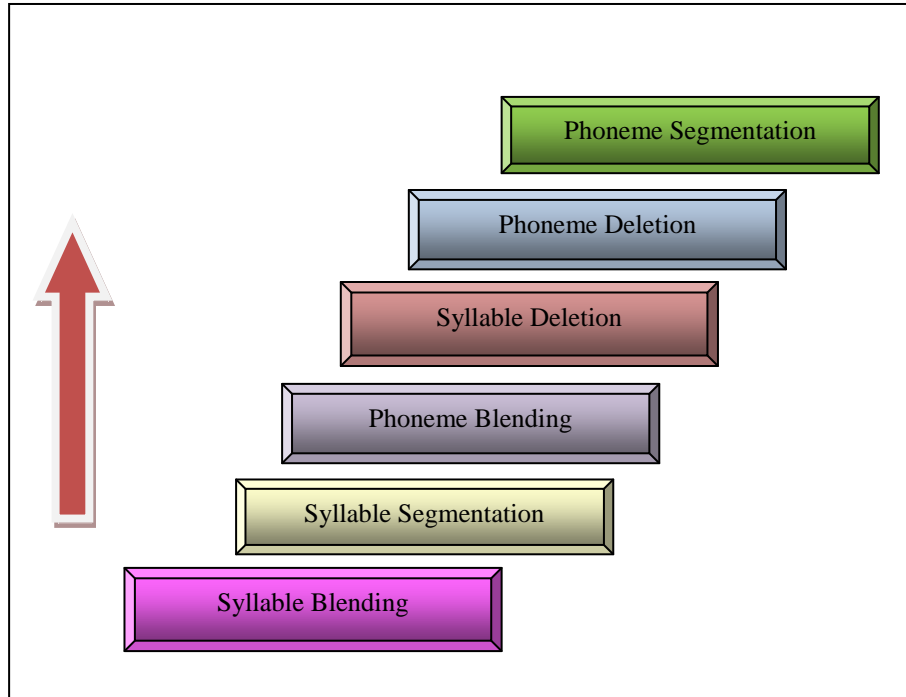 Phoneme Segmentation
Phoneme Deletion
Syllable Deletion
Phoneme Blending
Syllable Segmentation
Syllable Blending